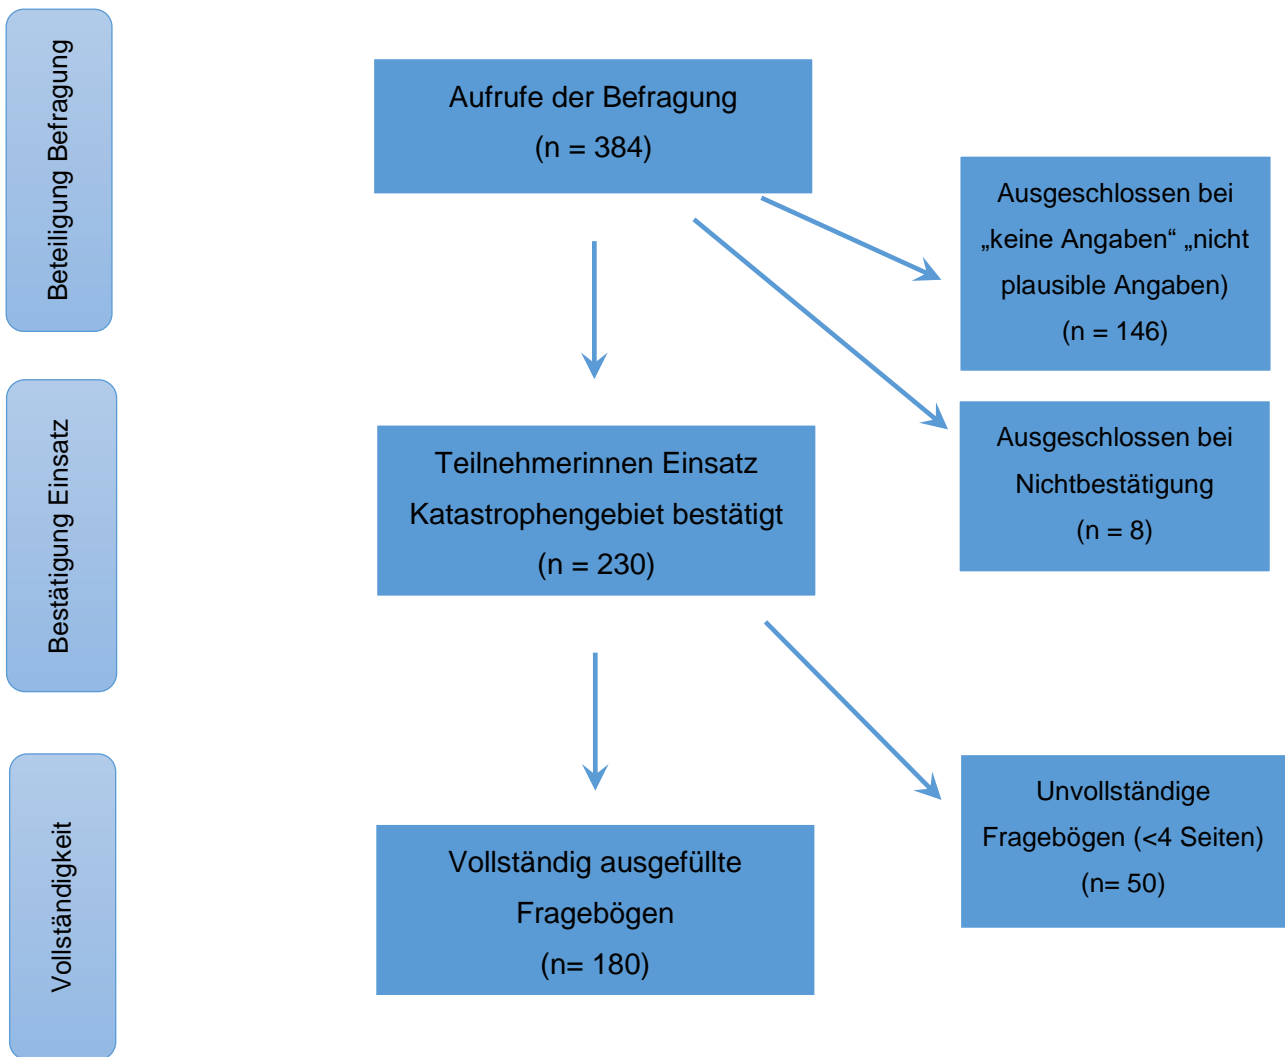 Beteiligung Befragung
Aufrufe der Befragung
(n = 384)
Ausgeschlossen bei
„keine Angaben“ „nicht
plausible Angaben)
(n = 146)
Bestätigung Einsatz
Teilnehmerinnen Einsatz
Katastrophengebiet bestätigt
(n = 230)
Ausgeschlossen bei
Nichtbestätigung
(n = 8)
Vollständigkeit
Vollständig ausgefüllte
Fragebögen
(n= 180)
Unvollständige
Fragebögen (<4 Seiten)
(n= 50)